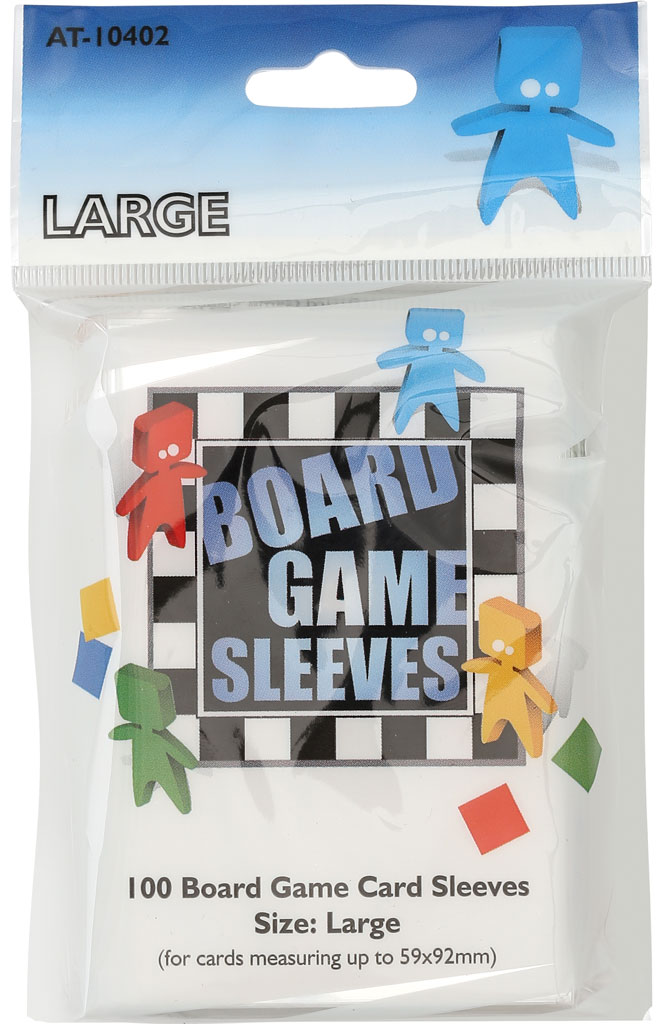 AT-10402
LARGE
BOARD
GAME
SLEEVES
100 Board Game Card Sleeves
Size: Large
(for cards measuring up to 59x92mm)